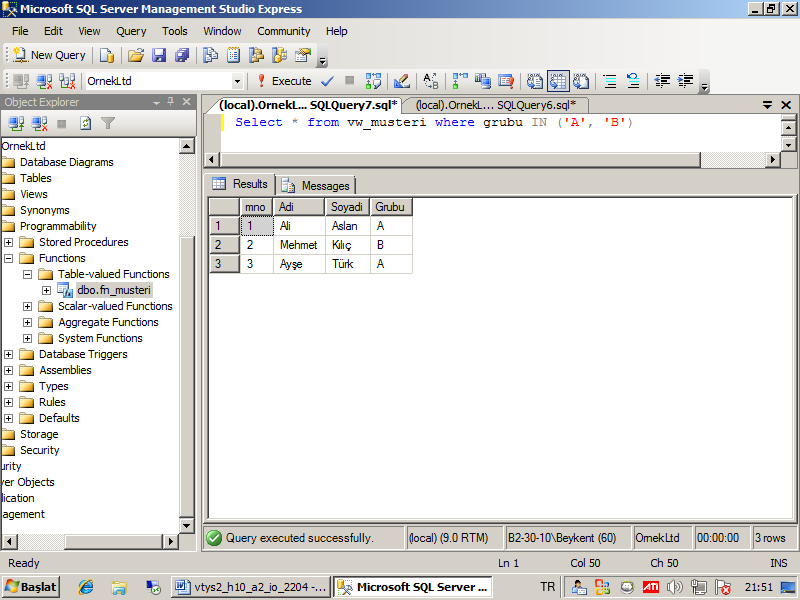 Microsoft SQL Server Management Studio Express
File Edit View Query Tools Window Community Help
New Query
OrnekLtd Execute
Object Explorer
(local).OrnekL... SQLQuery7.sql* (local).OrnekL... SQLQuery6.sql*
Select * from vw_musteri where grubu IN ('A', 'B')
OrnekLtd
Database Diagrams
Tables
Views
Synonyms
Programmability
Stored Procedures
Functions
Table-valued Functions
dbo.fn_musteri
Scalar-valued Functions
Aggregate Functions
System Functions
Database Triggers
Assemblies
Types
Rules
Defaults
Storage
Security
urity
ver Objects
lication
agement
Results Messages
mno Adi Soyadi Grubu
1 1 Ali Aslan A
2 2 Mehmet Kılıç B
3 3 Ayşe Türk A
Query executed successfully. (local) (9.0 RTM) B2-30-10\Beykent (60) OrnekLtd 00:00:00 3 rows
Ready Ln 1 Col 50 Ch 50 INS
Başlat vtys2_h10_a2_io_2204 -... Microsoft SQL Server ... TR ATI 21:51